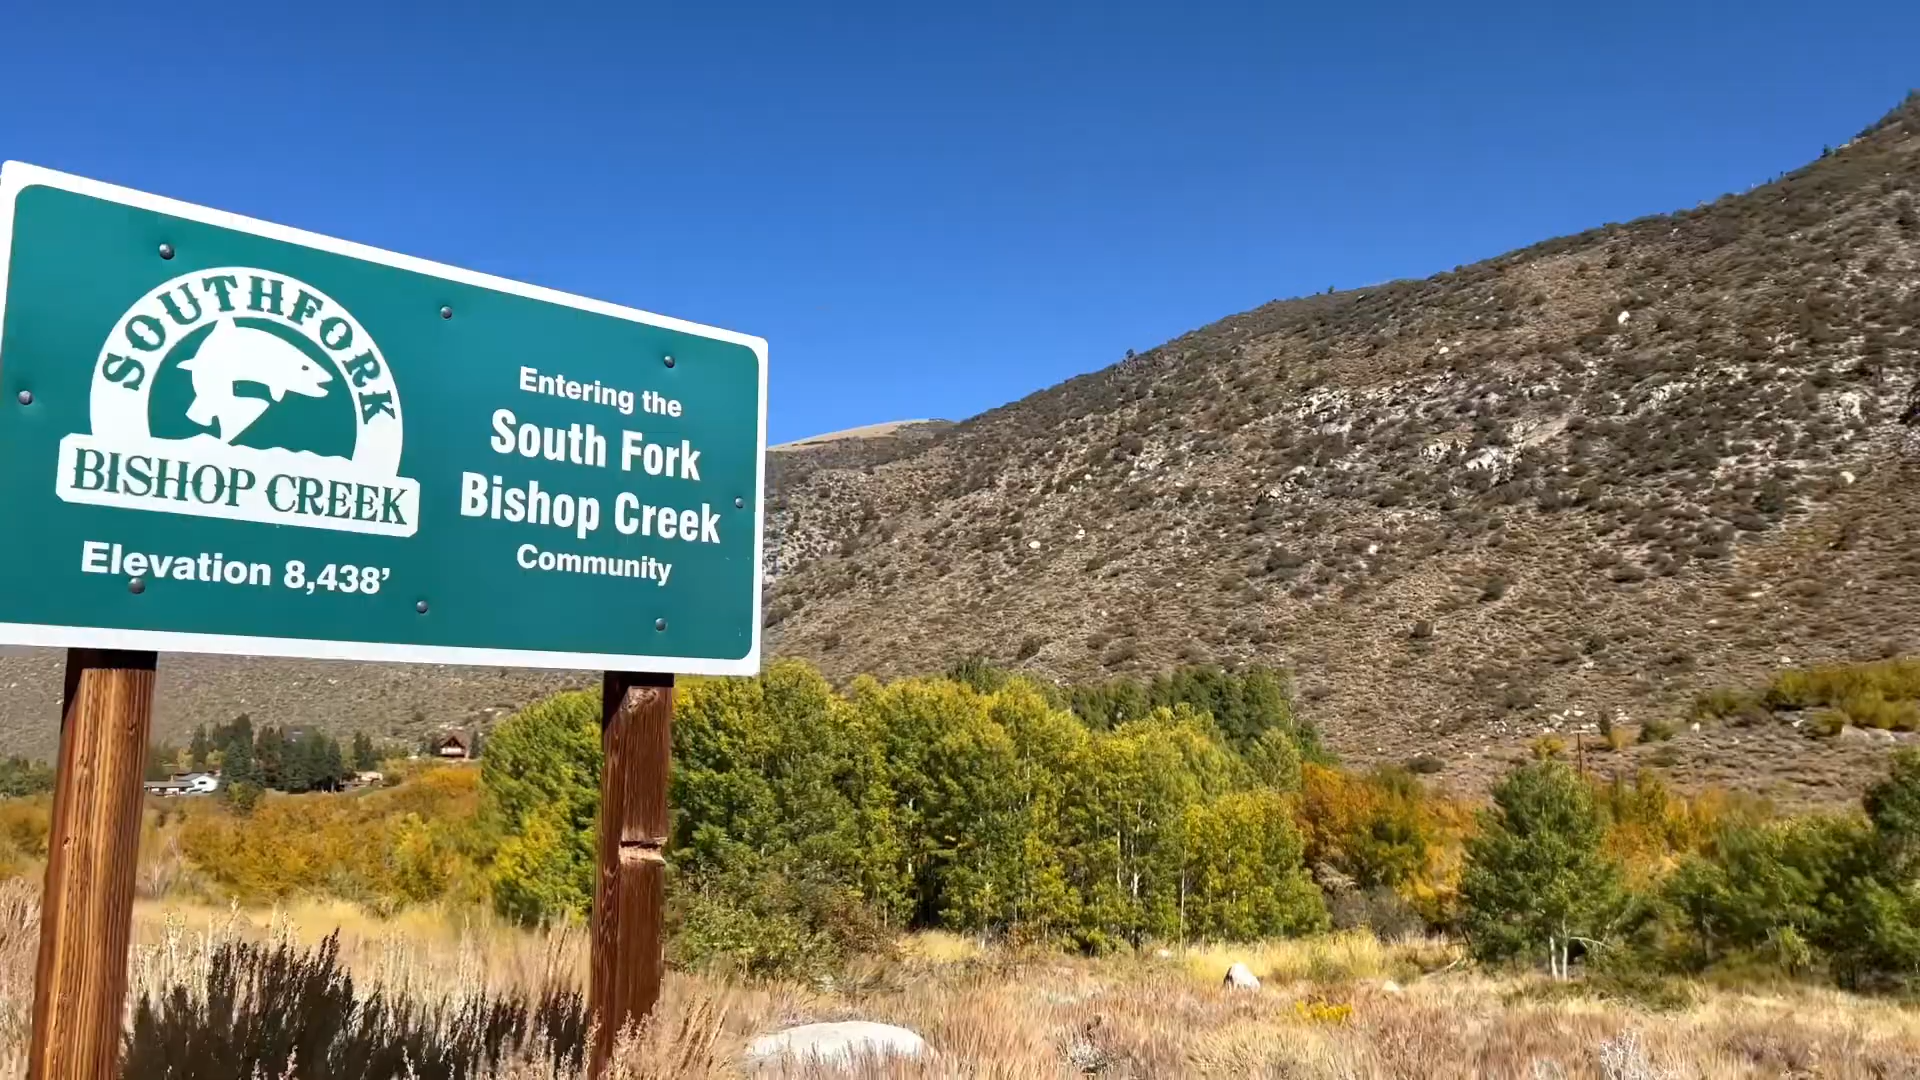 SOUTHFORK
BISHOP CREEK
Elevation 8,438’
Entering the
South Fork
Bishop Creek
Community